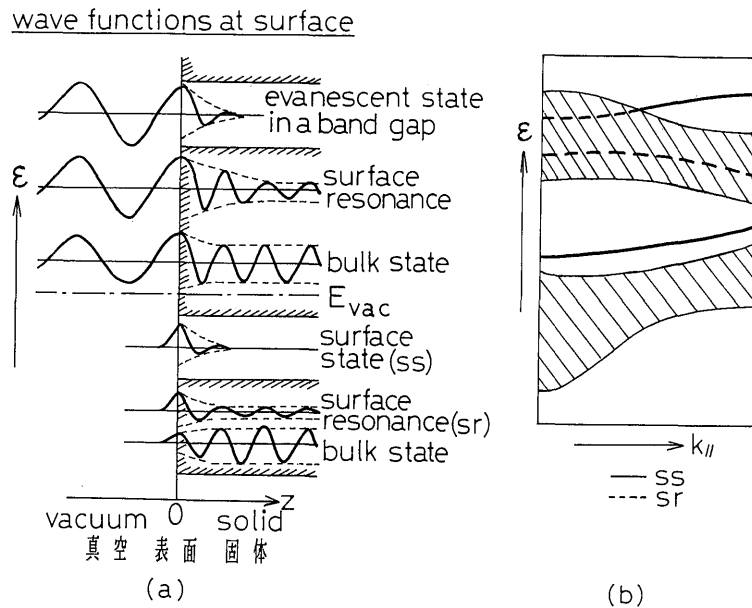 wave functions at surface
evanescent state
in a band gap
surface
resonance
bulk state
Evac
surface
state (ss)
surface
resonance(sr)
bulk state
ε
z
vacuum 0 solid
真空 表面 固体
(a)
ε
k//
ss
sr
(b)